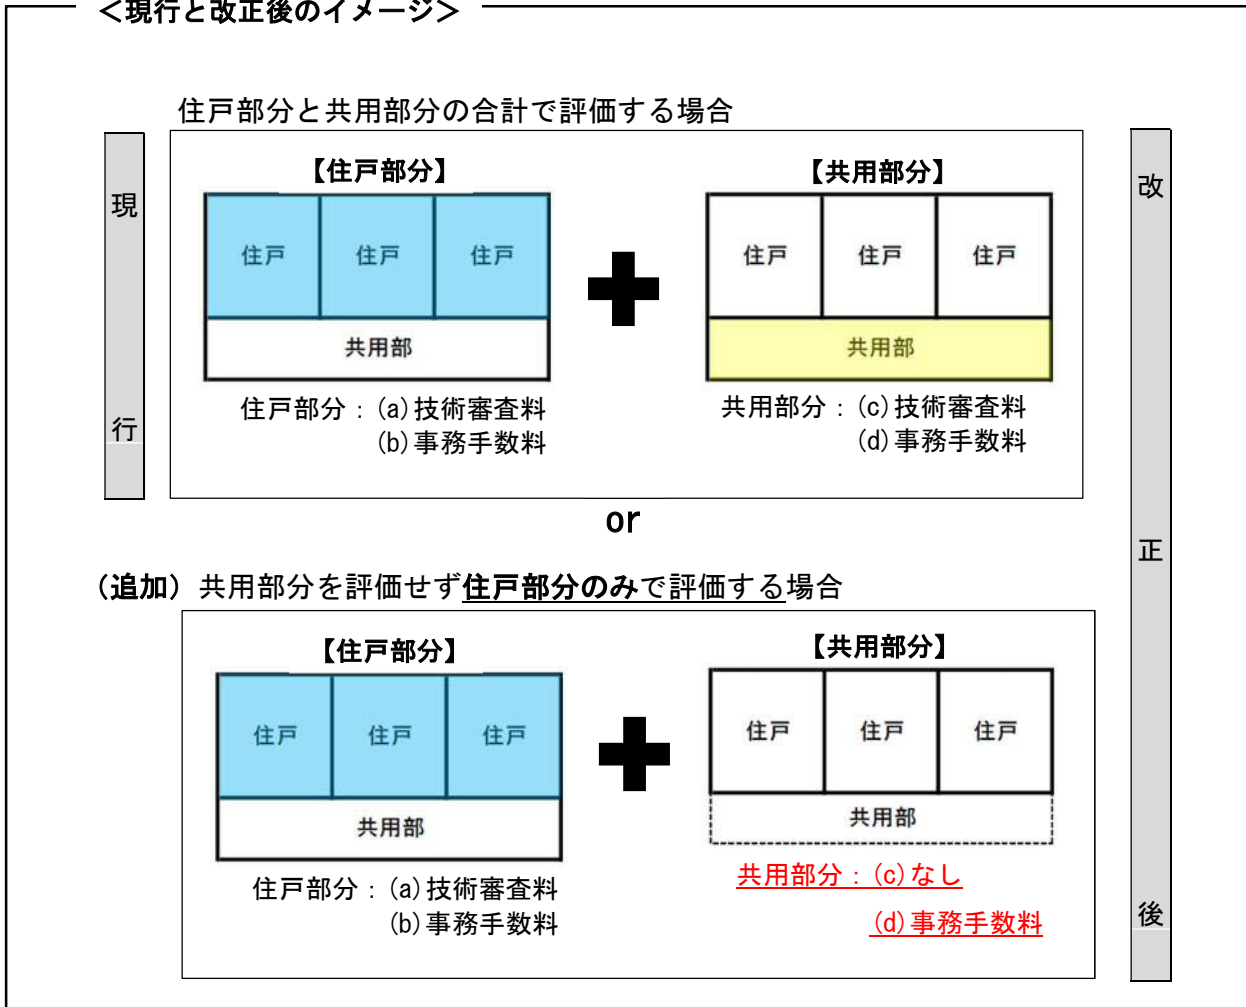 ＜現行と改正後のイメージ＞
住戸部分と共用部分の合計で評価する場合
現行
改正後
【住戸部分】
【共用部分】
住戸 住戸 住戸
共用部
住戸 住戸 住戸
共用部
住戸部分：(a)技術審査料
(b)事務手数料
共用部分：(c)技術審査料
(d)事務手数料
or
（追加）共用部分を評価せず住戸部分のみで評価する場合
【住戸部分】
【共用部分】
住戸 住戸 住戸
共用部
住戸 住戸 住戸
共用部
住戸部分：(a)技術審査料
(b)事務手数料
共用部分：(c)なし
(d)事務手数料